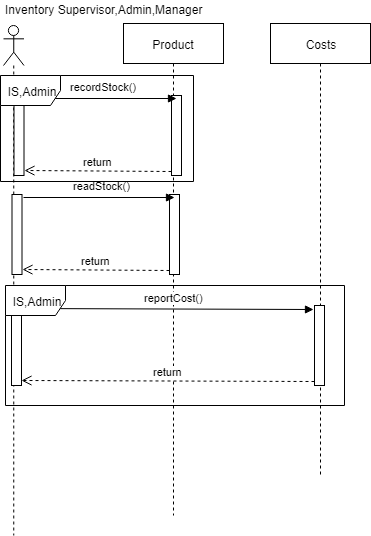 Inventory Supervisor,Admin,Manager
Product
Costs
IS,Admin
recordStock()
return
readStock()
return
IS,Admin
reportCost()
return